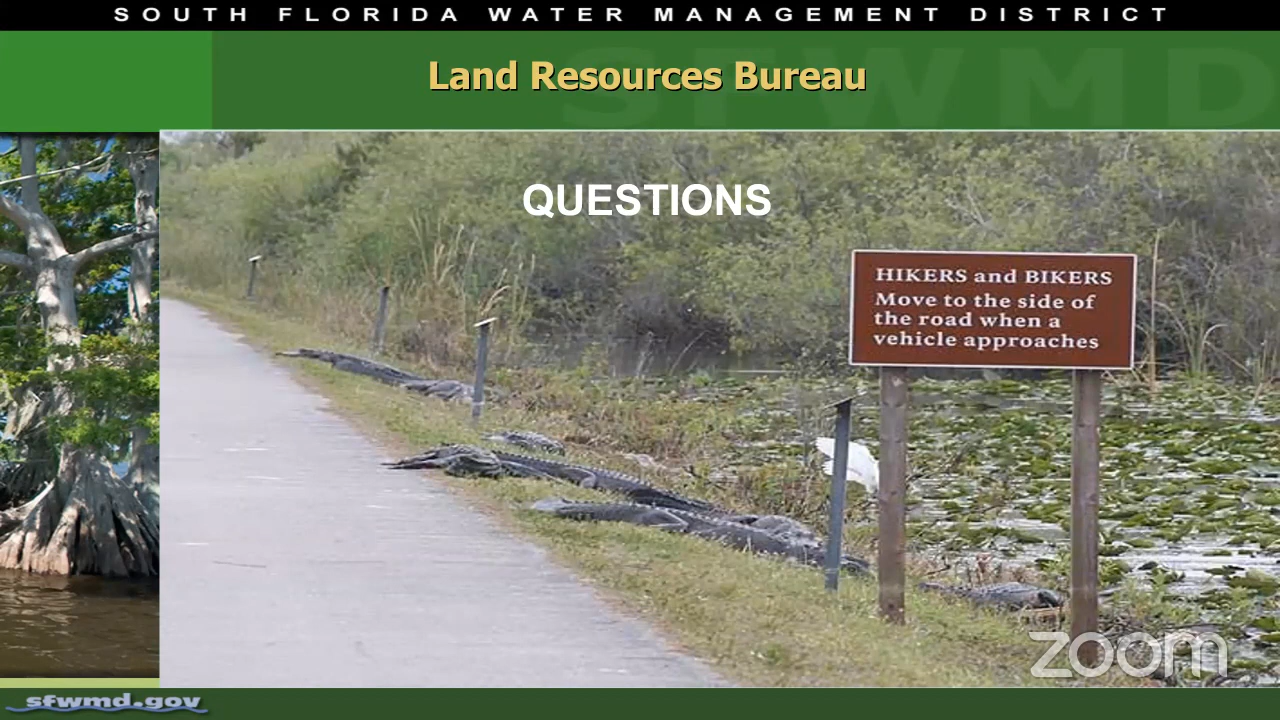 SOUTH FLORIDA WATER MANAGEMENT DISTRICT
SFWMD
Land Resources Bureau
QUESTIONS
HIKERS and BIKERS
Move to the side of
the road when a
vehicle approaches
zoom
sfwmd.gov